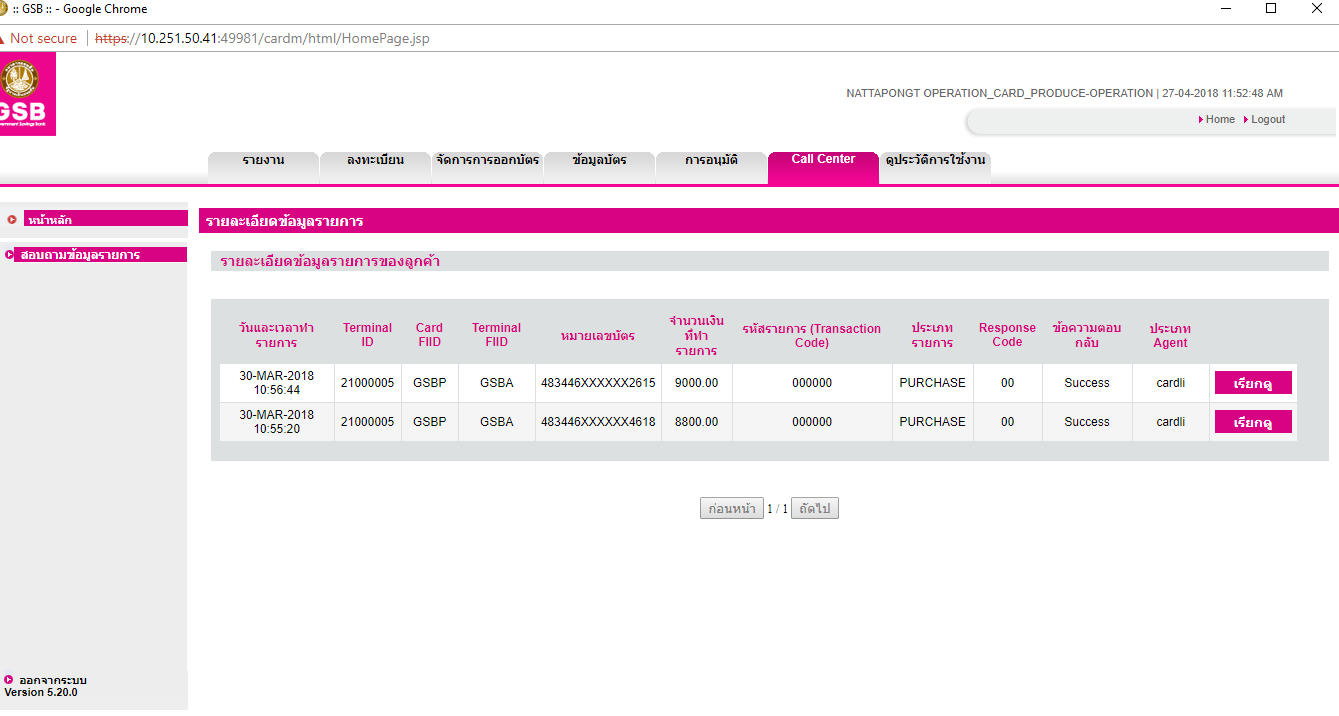 :: GSB :: - Google Chrome
Not secure | https://10.251.50.41:49981/cardm/html/HomePage.jsp
GSB
Government Savings Bank
NATTAPONGT OPERATION_CARD_PRODUCE-OPERATION | 27-04-2018 11:52:48 AM
Home Logout
รายงาน ลงทะเบียน จัดการการออกบัตร ข้อมูลบัตร การอนุมัติ Call Center ดูประวัติการใช้งาน
หน้าหลัก
สอบถามข้อมูลรายการ
รายละเอียดข้อมูลรายการ
รายละเอียดข้อมูลรายการของลูกค้า
วันและเวลาทำรายการ Terminal ID Card FIID Terminal FIID หมายเลขบัตร จำนวนเงินที่ทำรายการ รหัสรายการ (Transaction Code) ประเภทรายการ Response Code ข้อความตอบกลับ ประเภท Agent
30-MAR-2018 10:56:44 21000005 GSBP GSBA 483446XXXXXX2615 9000.00 000000 PURCHASE 00 Success cardli เรียกดู
30-MAR-2018 10:55:20 21000005 GSBP GSBA 483446XXXXXX4618 8800.00 000000 PURCHASE 00 Success cardli เรียกดู
ก่อนหน้า 1 / 1 ถัดไป
ออกจากระบบ
Version 5.20.0